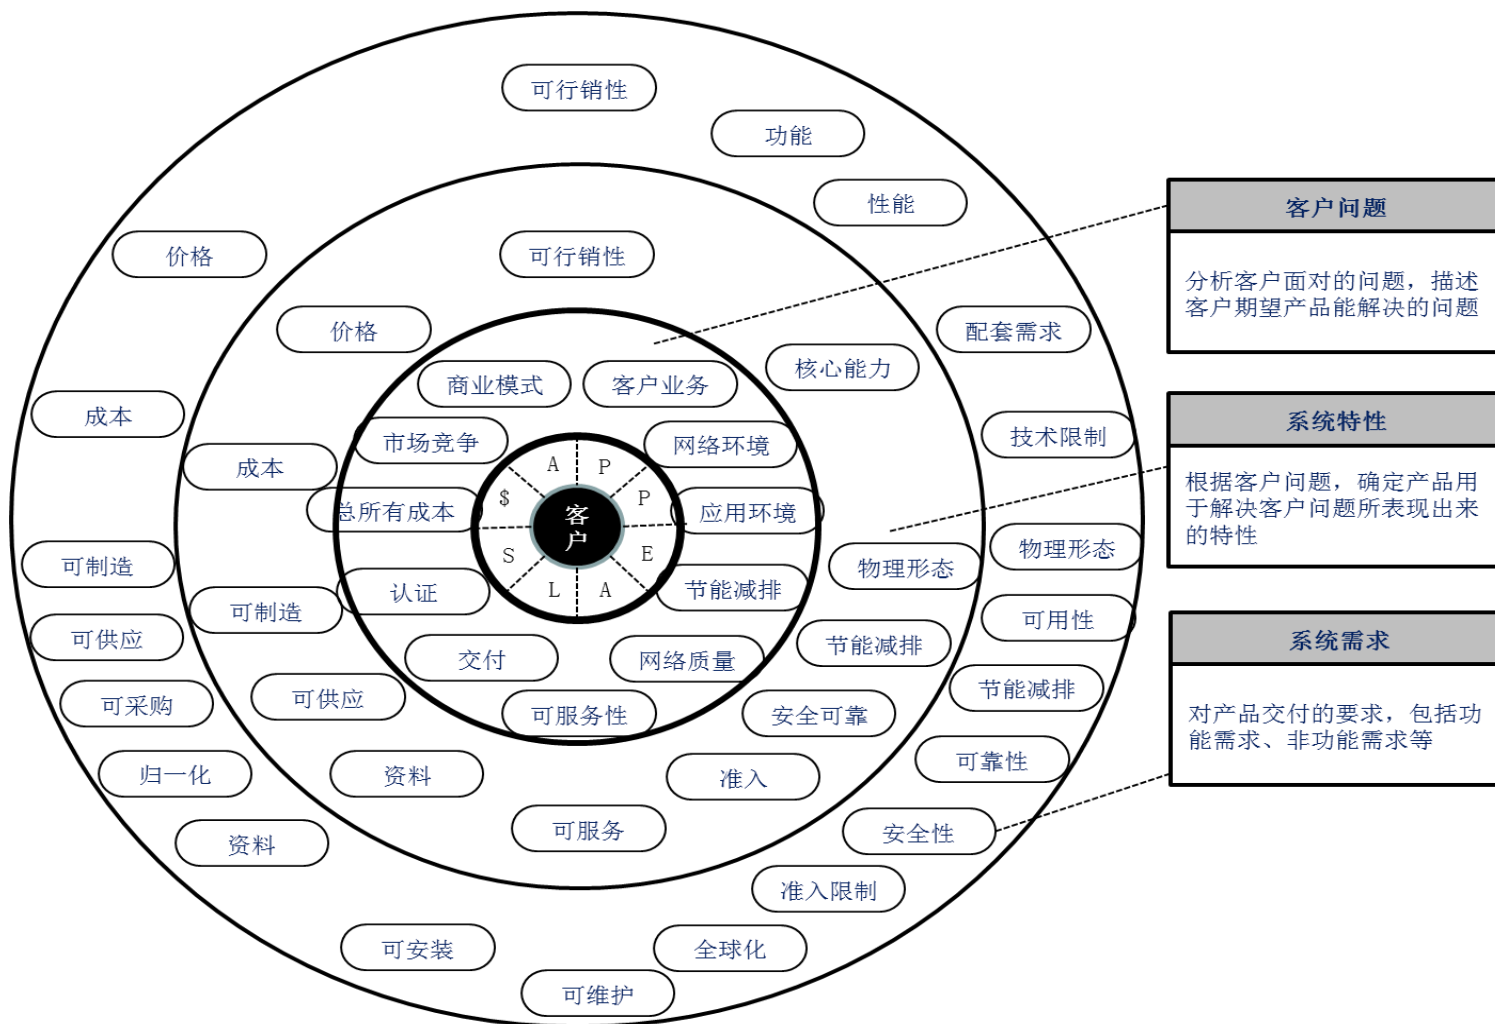 可行销性
功能
性能
价格
可行销性
价格
配套需求
核心能力
商业模式
客户业务
成本
市场竞争
网络环境
技术限制
成本
A
P
$
P
总所有成本
应用环境
客
户
S
E
L
A
可制造
物理形态
物理形态
认证
节能减排
可制造
可用性
可供应
交付
网络质量
节能减排
可供应
节能减排
可采购
可服务性
安全可靠
归一化
资料
准入
可靠性
资料
可服务
安全性
准入限制
可安装
全球化
可维护
客户问题
分析客户面对的问题，描述
客户期望产品能解决的问题
系统特性
根据客户问题，确定产品用
于解决客户问题所表现出来
的特性
系统需求
对产品交付的要求，包括功
能需求、非功能需求等